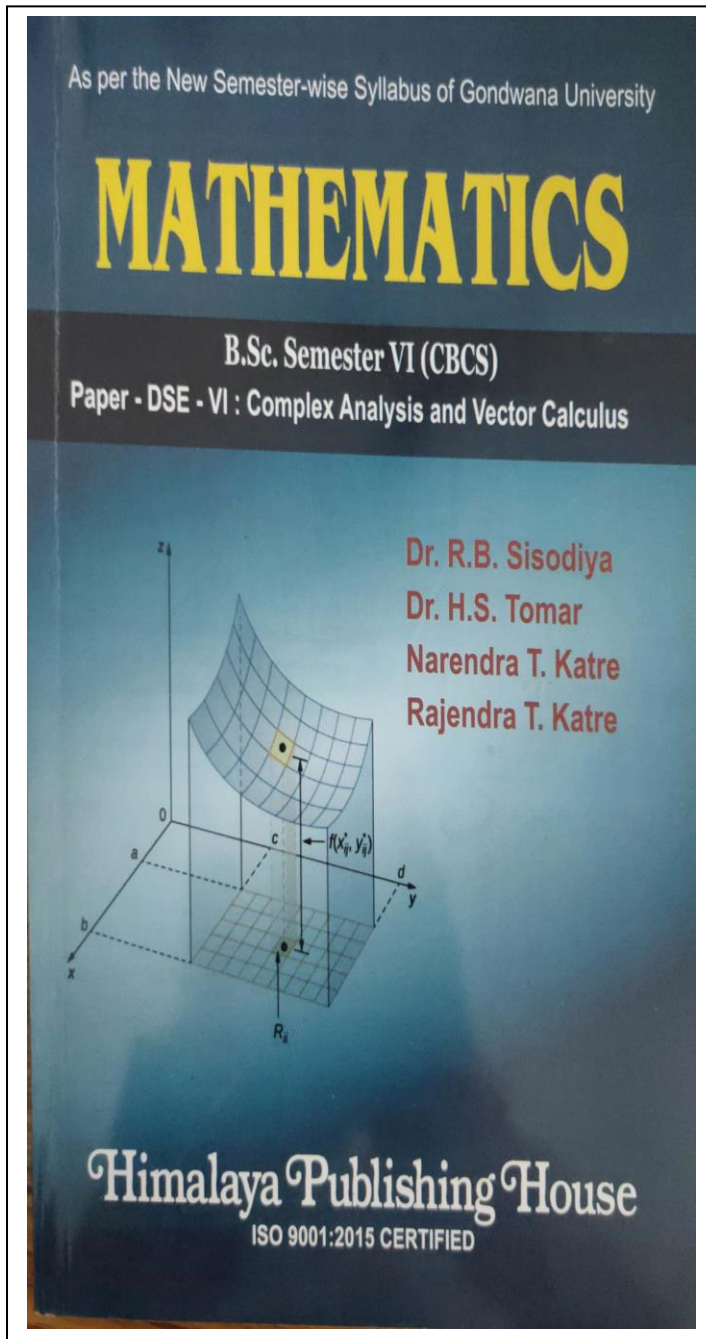 As per the New Semester-wise Syllabus of Gondwana University
MATHEMATICS
B.Sc. Semester VI (CBCS)
Paper - DSE - VI : Complex Analysis and Vector Calculus
Dr. R.B. Sisodiya
Dr. H.S. Tomar
Narendra T. Katre
Rajendra T. Katre
z
0
a
b
x
c
f(x*ij, y*ij)
d
y
Rij
Himalaya Publishing House
ISO 9001:2015 CERTIFIED